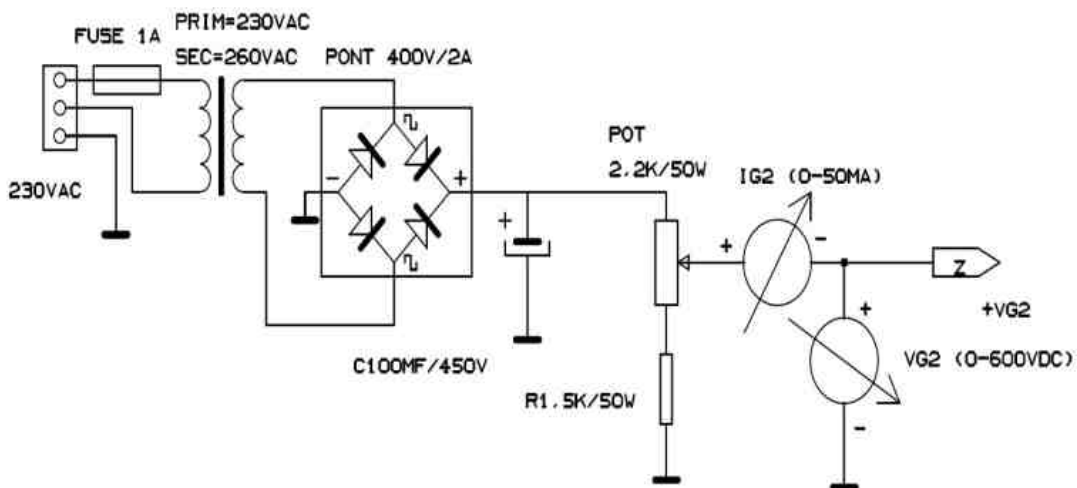 PRIM=230VAC
FUSE 1A
SEC=260VAC
PONT 400V/2A
230VAC
-
+
+
C100MF/450V
POT
2.2K/50W
R1.5K/50W
IG2 (0-50MA)
+
-
Z
+VG2
+
VG2 (0-600VDC)
-